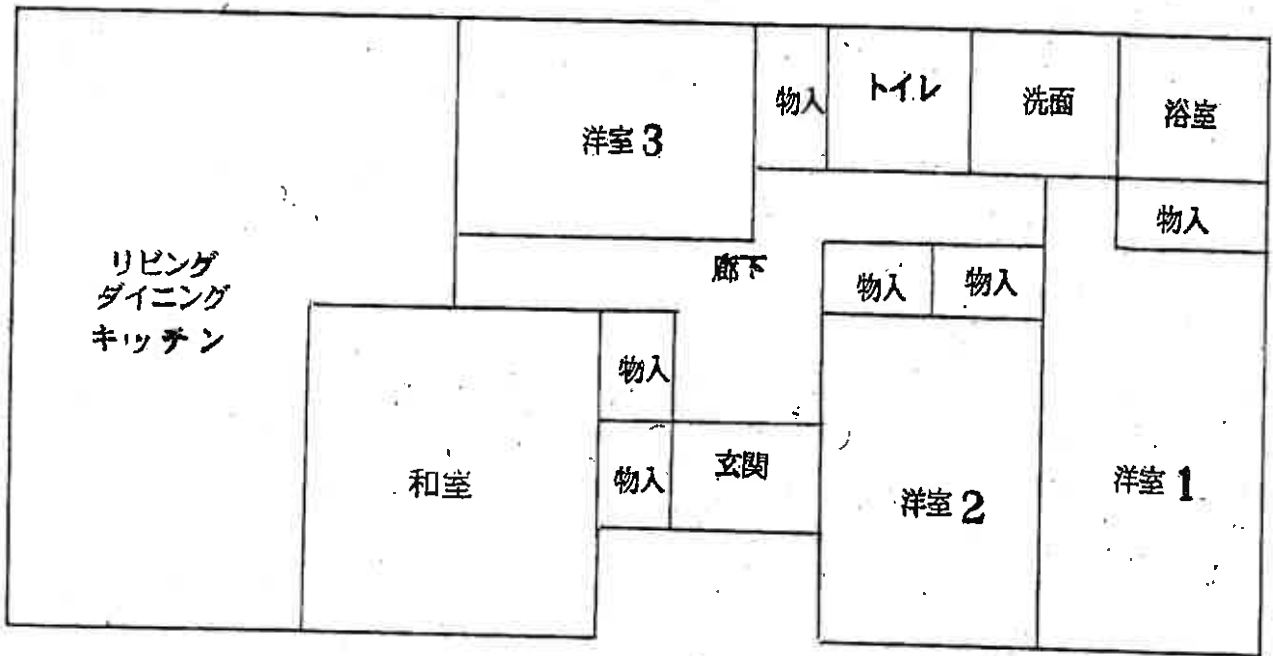 洋室 3
物入
トイレ
洗面
浴室
物入
リビング
ダイニング
キッチン
廊下
物入
物入
物入
和室
物入
玄関
洋室 2
洋室 1